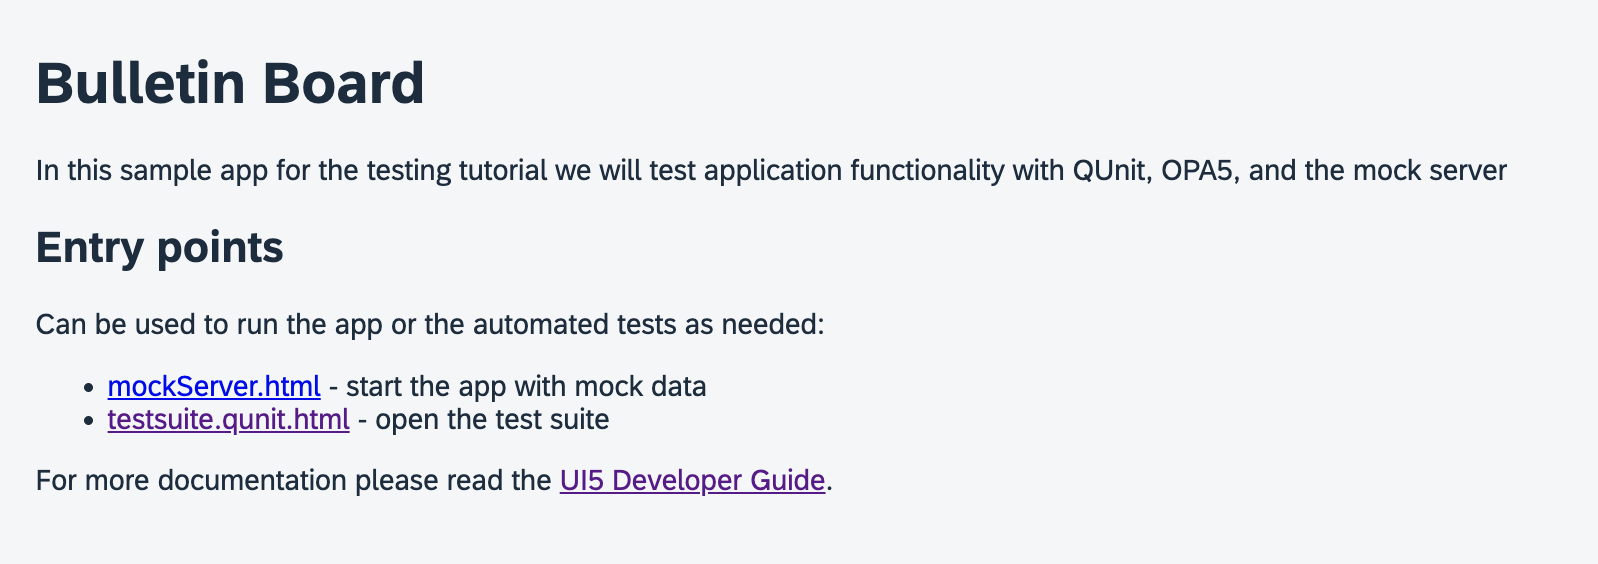 Bulletin Board
In this sample app for the testing tutorial we will test application functionality with QUnit, OPA5, and the mock server
Entry points
Can be used to run the app or the automated tests as needed:
• mockServer.html - start the app with mock data
• testsuite.qunit.html - open the test suite
For more documentation please read the UI5 Developer Guide.